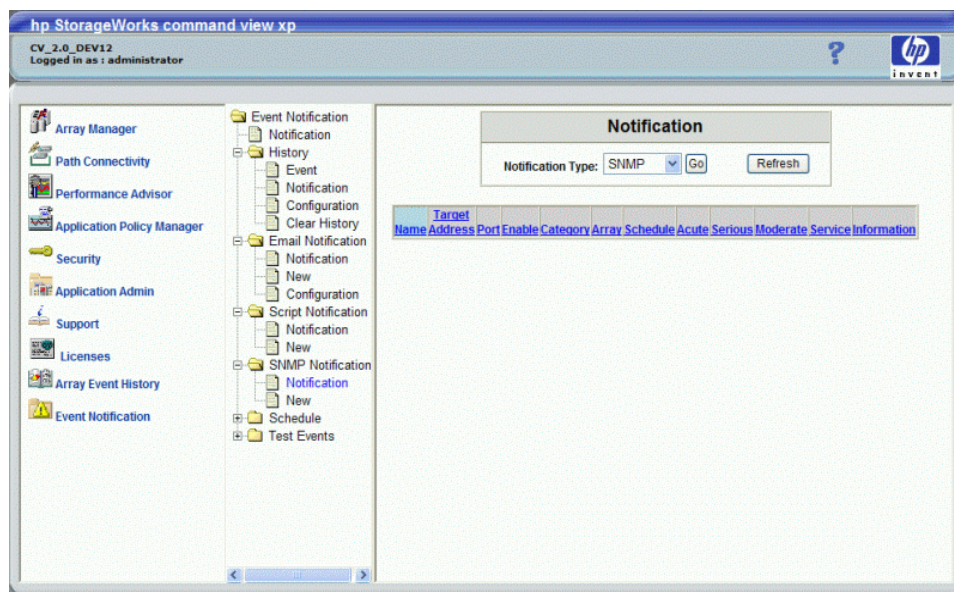 hp StorageWorks command view xp
CV_2.0_DEV12
Logged in as : administrator
?
hp
invent
Array Manager
Path Connectivity
Performance Advisor
Application Policy Manager
Security
Application Admin
Support
Licenses
Array Event History
Event Notification
Event Notification
Notification
History
Event
Notification
Configuration
Clear History
Email Notification
Notification
New
Configuration
Script Notification
Notification
New
SNMP Notification
Notification
New
Schedule
Test Events
Notification
Notification Type: SNMP Go Refresh
Name Target Address Port Enable Category Array Schedule Acute Serious Moderate Service Information